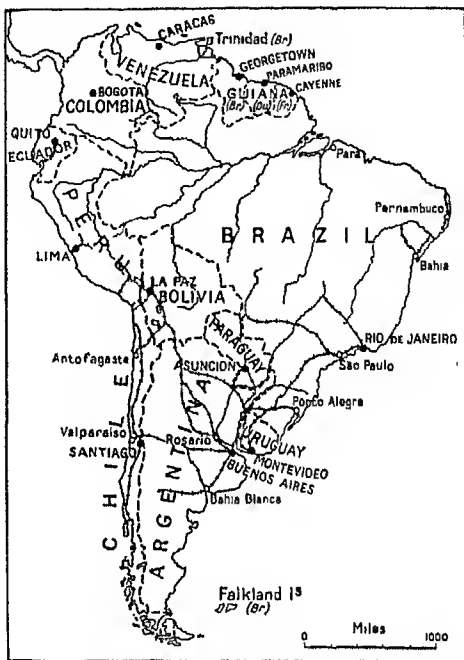 CARACAS
Trinidad (Br)
VENEZUELA
GEORGETOWN
PARAMARIBO
CAYENNE
GUIANA
(Br) (Du) (Fr)
BOGOTA
COLOMBIA
QUITO
ECUADOR
Para
Pernambuco
PERU
BRAZIL
LIMA
Bahia
LA PAZ
BOLIVIA
PARAGUAY
RIO DE JANEIRO
Antofagasta
ASUNCION
Sao Paulo
Porto Alegre
CHILE
ARGENTINA
URUGUAY
Valparaiso
Rosario
SANTIAGO
MONTEVIDEO
BUENOS AIRES
Bahia Blanca
Falkland Is
(Br)
Miles
0 1000